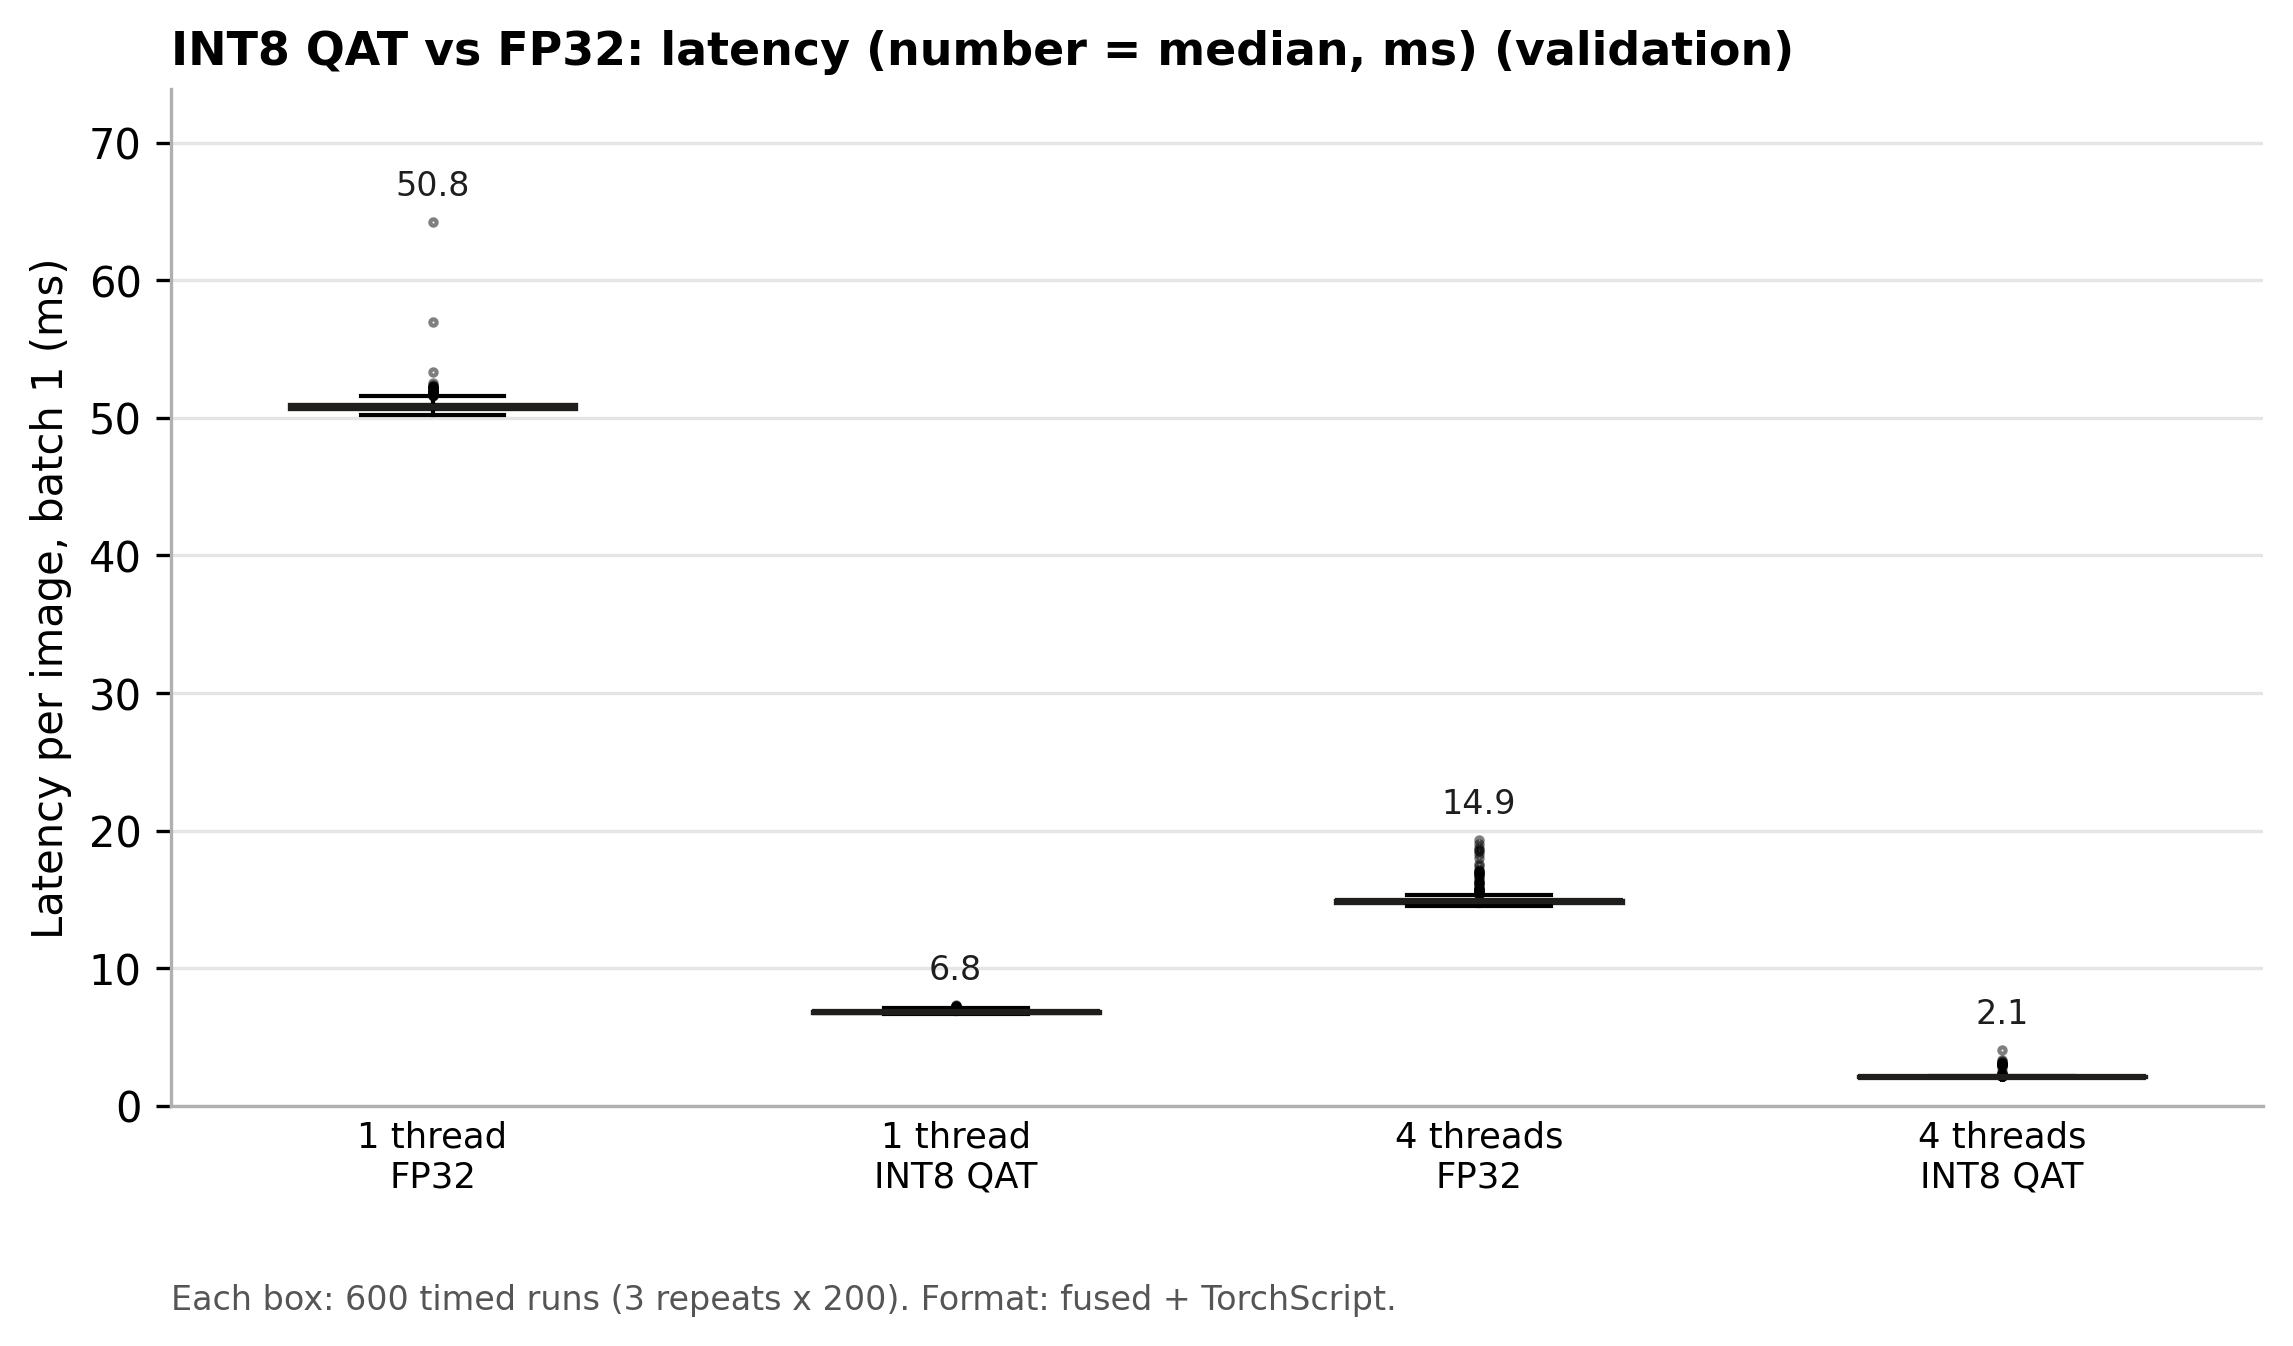 INT8 QAT vs FP32: latency (number = median, ms) (validation)
Latency per image, batch 1 (ms)
70
60
50
40
30
20
10
0
50.8
6.8
14.9
2.1
1 thread
FP32
1 thread
INT8 QAT
4 threads
FP32
4 threads
INT8 QAT
Each box: 600 timed runs (3 repeats x 200). Format: fused + TorchScript.